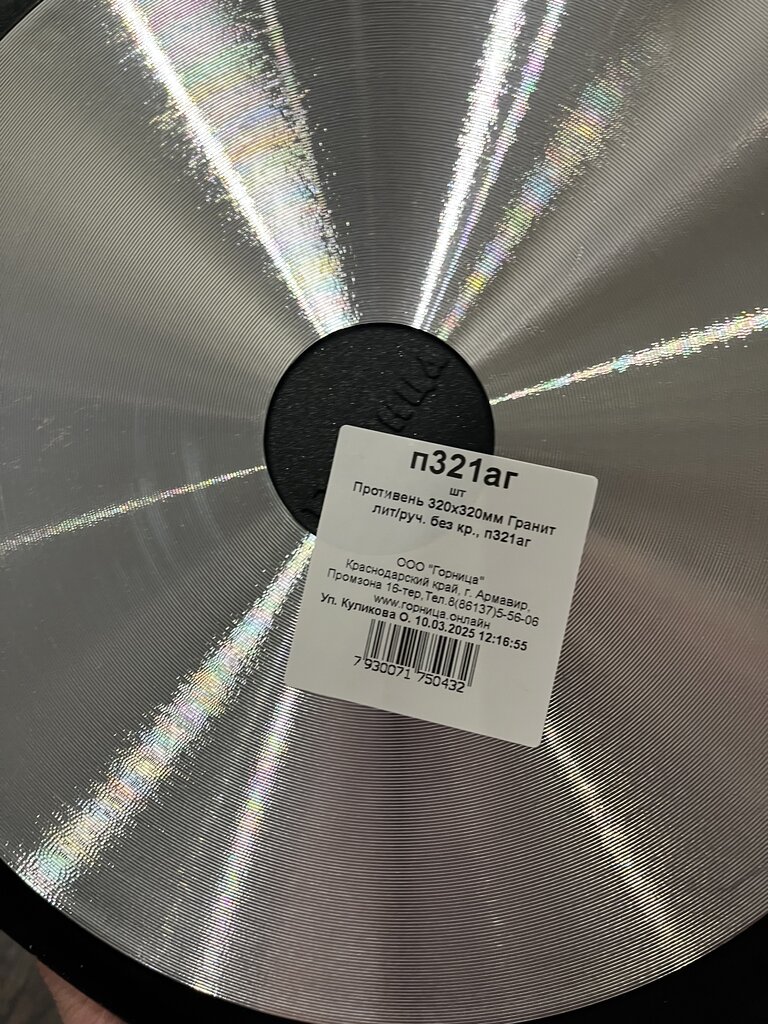 п321аг
шт
Противень 320х320мм Гранит
лит/руч. без кр., п321аг
ООО "Горница"
Краснодарский край, г. Армавир,
Промзона 16-тер,Тел.8(86137)5-56-06
www.горница.онлайн
Уп. Куликова О. 10.03.2025 12:16:55
7 930071 750432